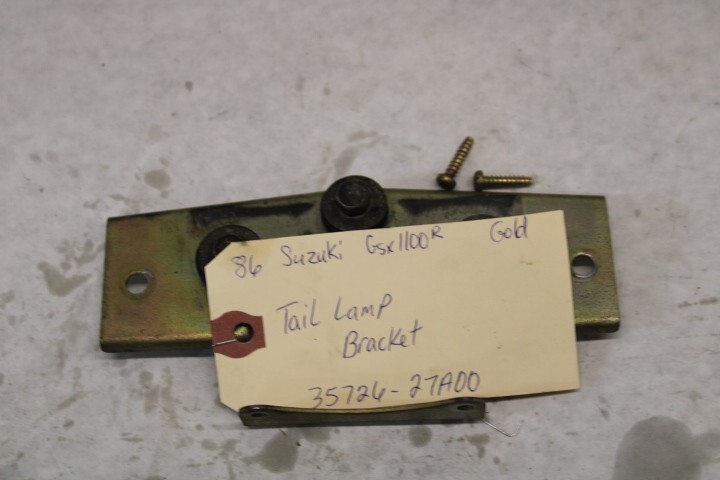 86 Suzuki Gsx1100R Gold
Tail Lamp
Bracket
35726-27A00